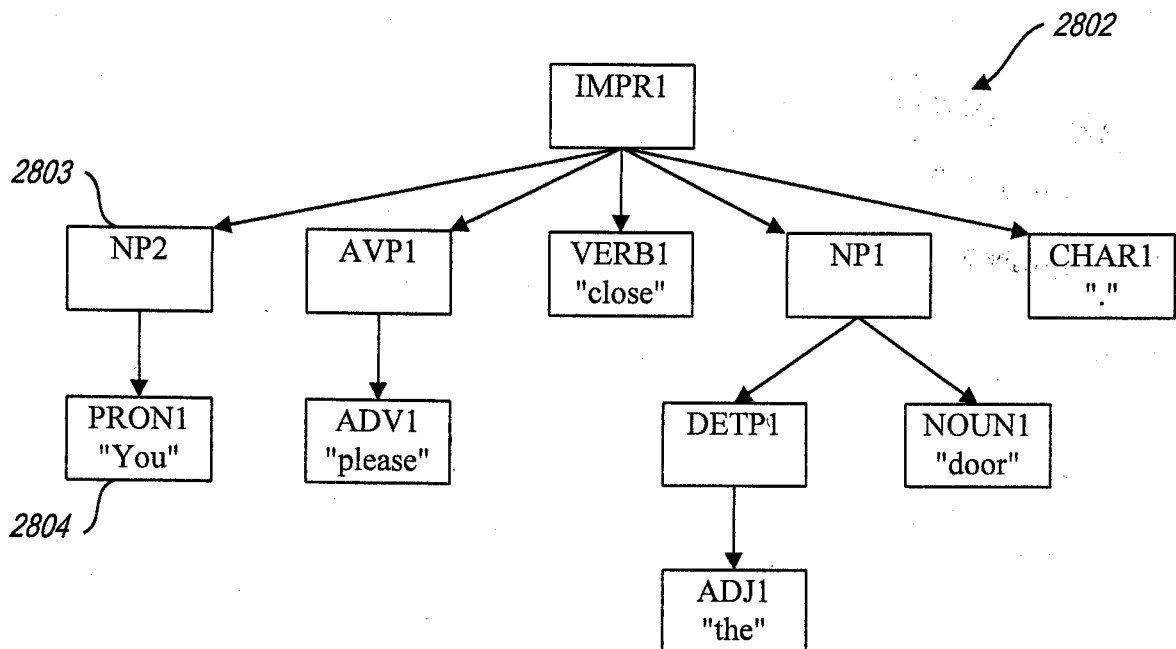 2802
IMPR1
2803
NP2
AVP1
VERB1
"close"
NP1
CHAR1
"."
PRON1
"You"
ADV1
"please"
DETP1
NOUN1
"door"
2804
ADJ1
"the"